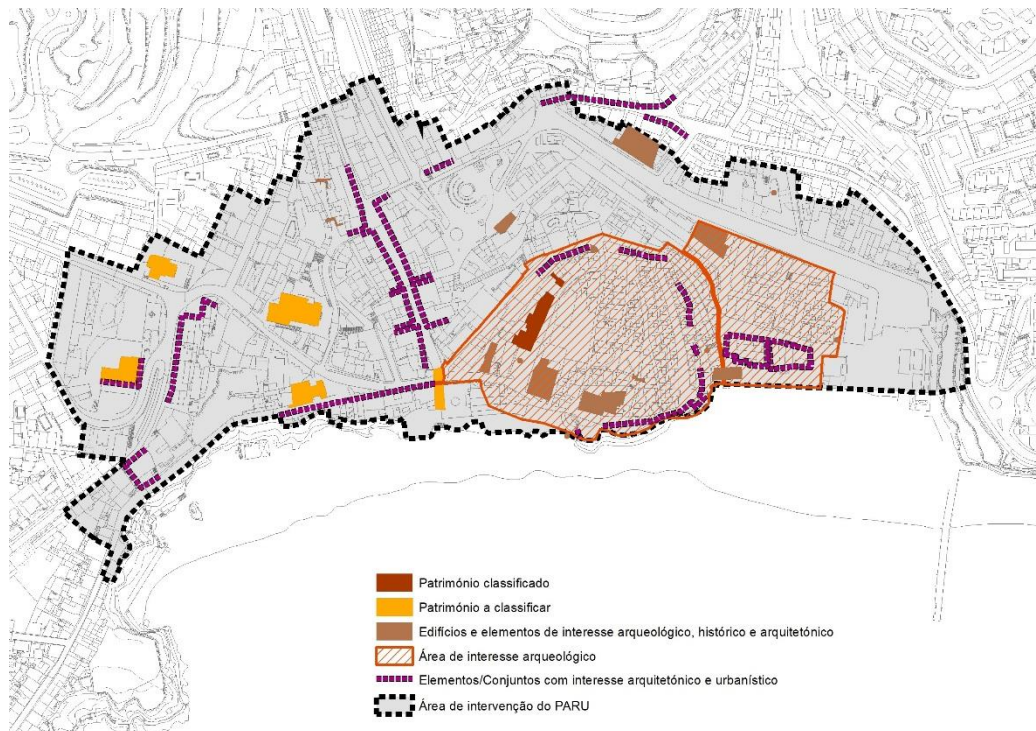 Património classificado
Património a classificar
Edifícios e elementos de interesse arqueológico, histórico e arquitetónico
Área de interesse arqueológico
Elementos/Conjuntos com interesse arquitetónico e urbanístico
Área de intervenção do PARU